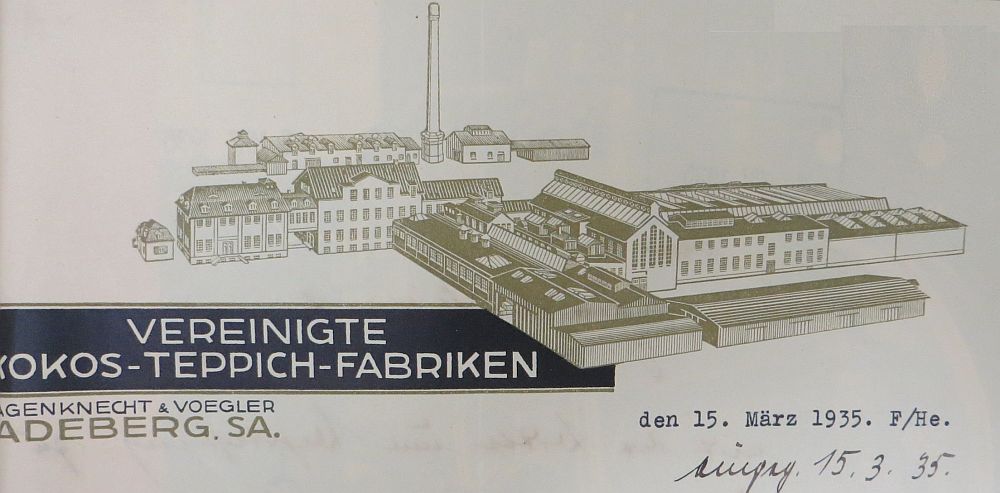 VEREINIGTE
KOKOS-TEPPICH-FABRIKEN
AGENKNECHT & VOEGLER
ADEBERG, SA.
den 15. März 1935. F/He.
15. 3. 35.